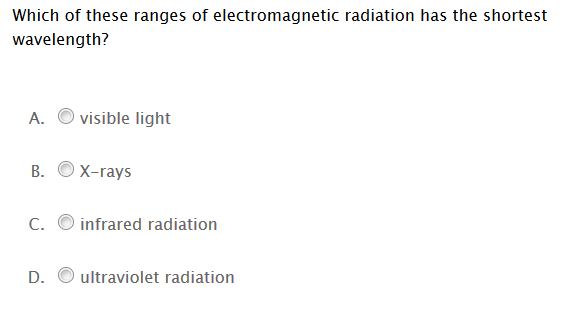 Which of these ranges of electromagnetic radiation has the shortest
wavelength?
A. visible light
B. X-rays
C. infrared radiation
D. ultraviolet radiation